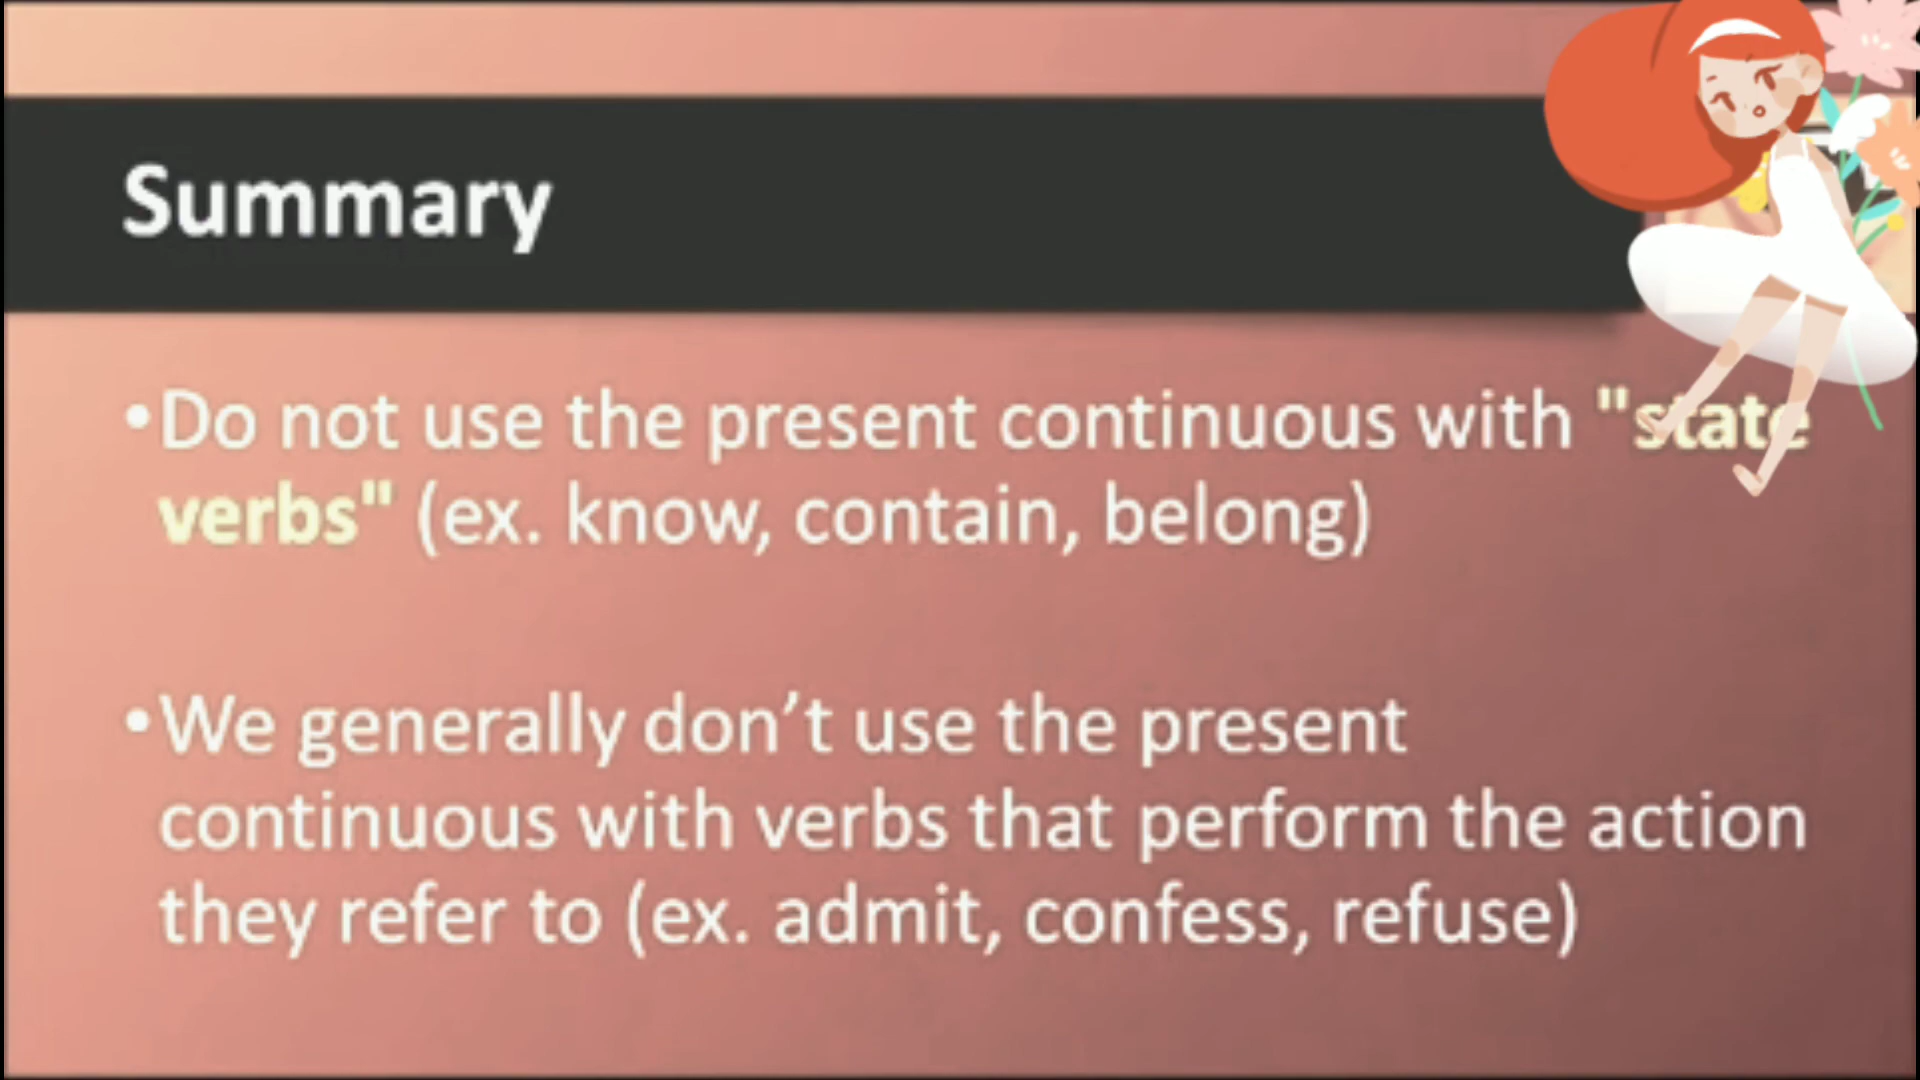 Summary
•Do not use the present continuous with "state
verbs" (ex. know, contain, belong)
•We generally don’t use the present
continuous with verbs that perform the action
they refer to (ex. admit, confess, refuse)